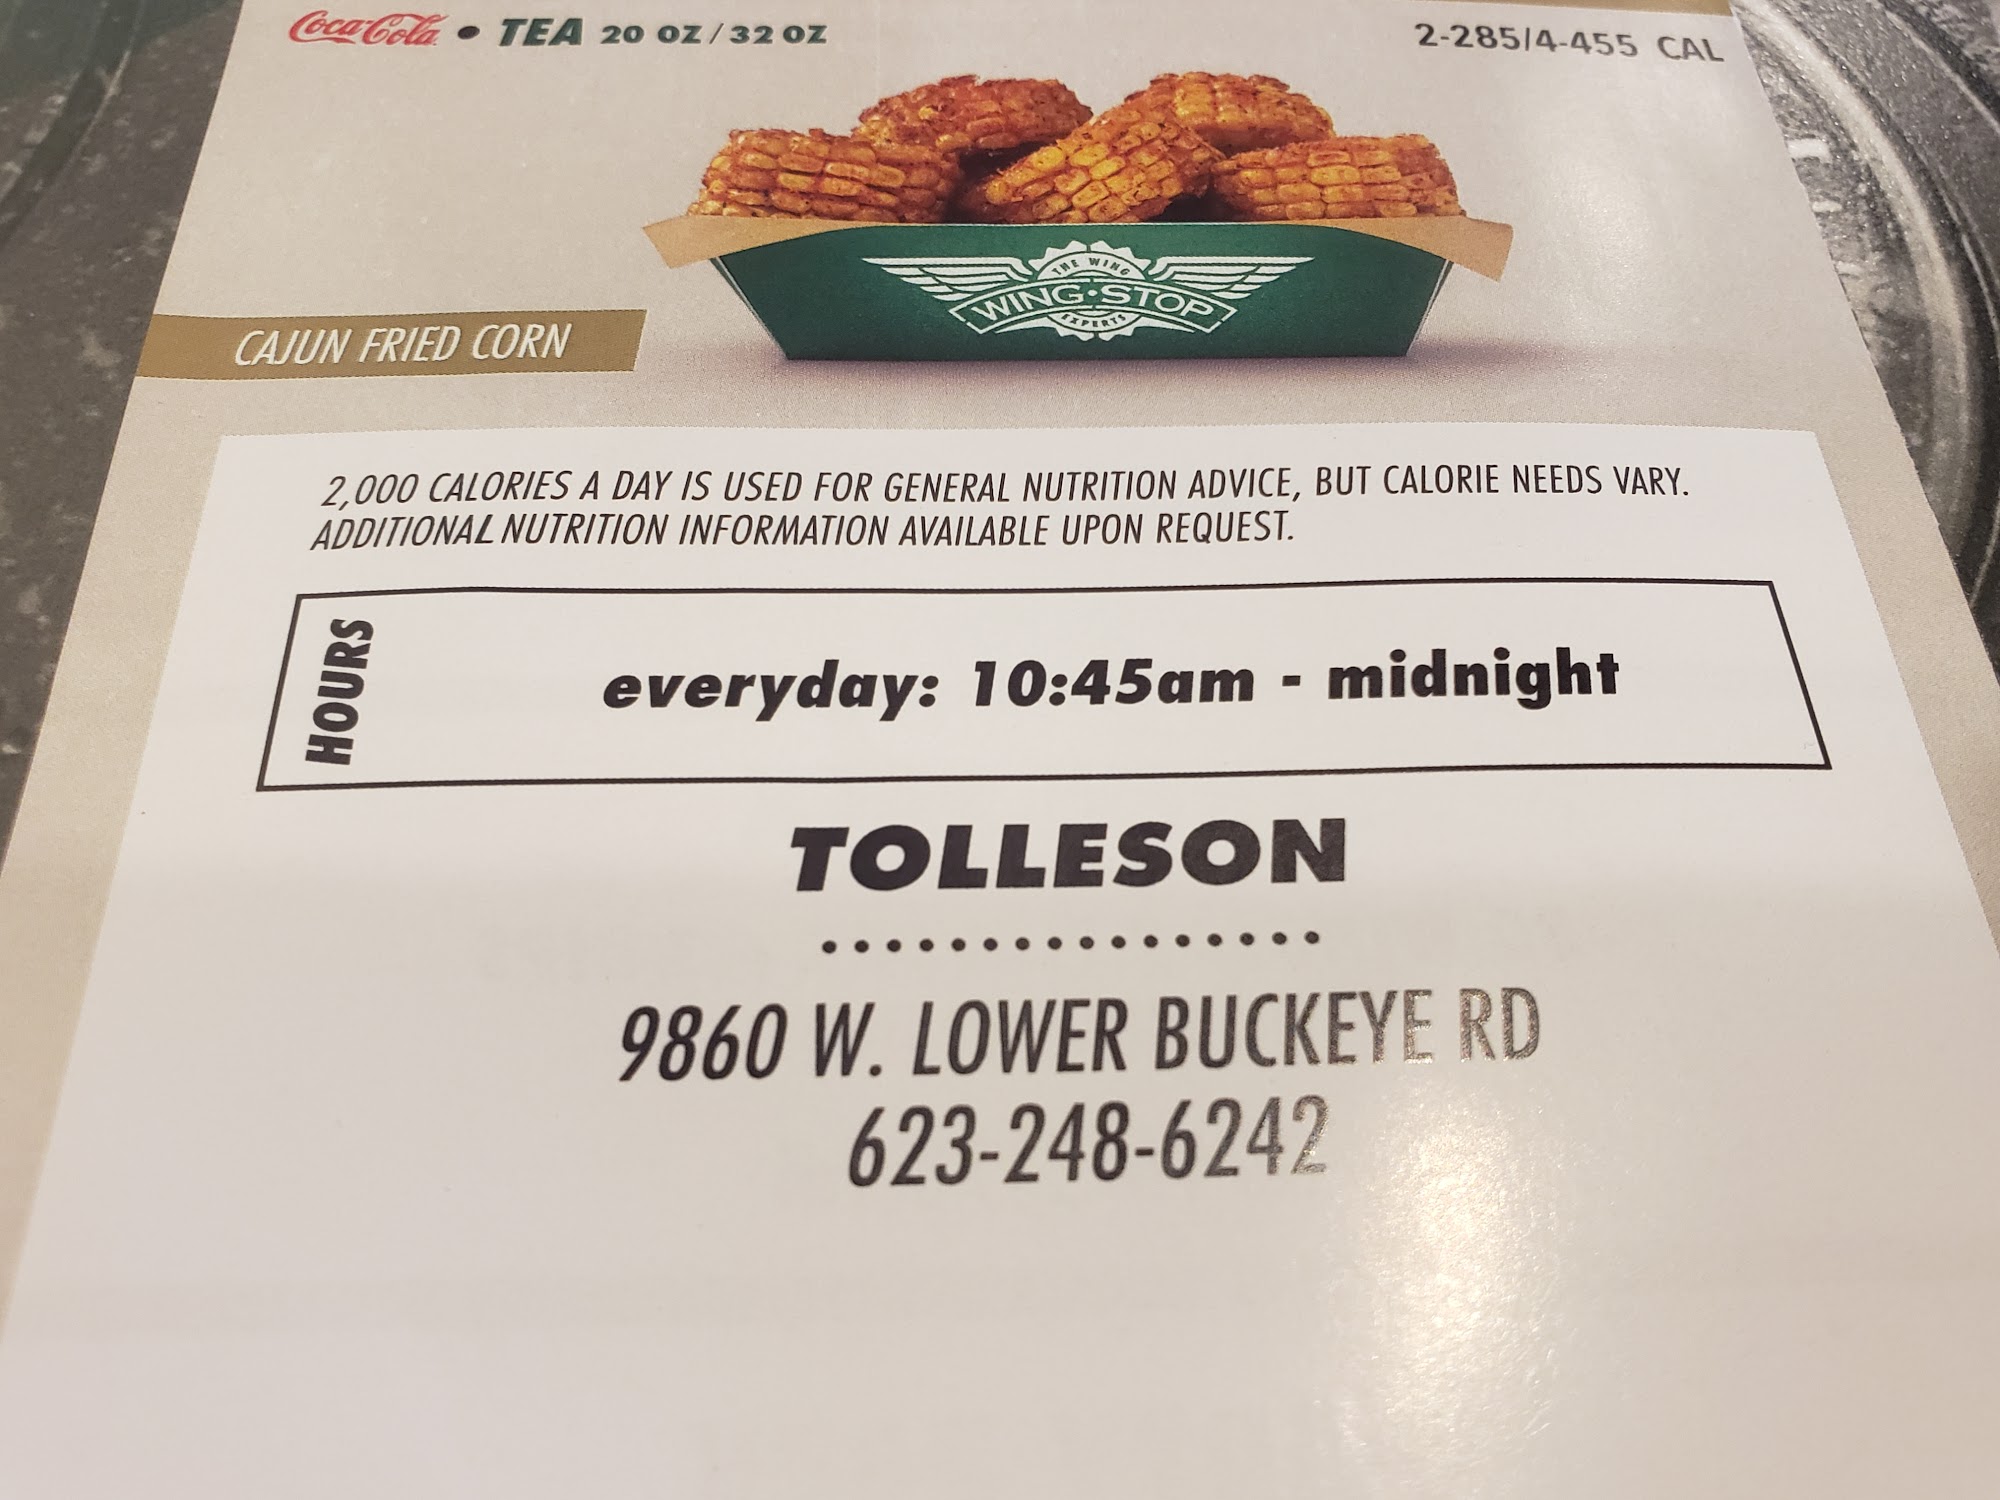 Coca-Cola • TEA 20 OZ / 32 OZ
2-285/4-455 CAL
THE WING
WING•STOP
EXPERTS
CAJUN FRIED CORN
2,000 CALORIES A DAY IS USED FOR GENERAL NUTRITION ADVICE, BUT CALORIE NEEDS VARY.
ADDITIONAL NUTRITION INFORMATION AVAILABLE UPON REQUEST.
HOURS
everyday: 10:45am - midnight
TOLLESON
9860 W. LOWER BUCKEYE RD
623-248-6242